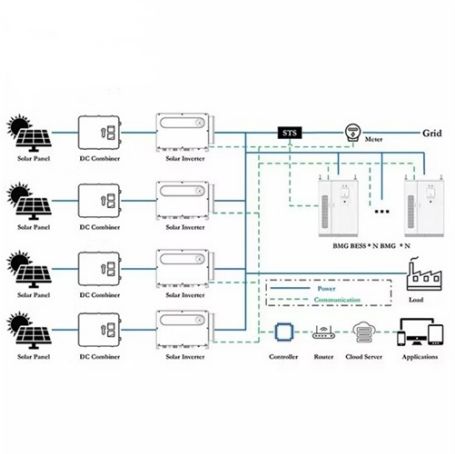 STS
Meter
Grid
Solar Panel
DC Combiner
Solar Inverter
Solar Panel
DC Combiner
Solar Inverter
BMG BESS * N BMG * N
Solar Panel
DC Combiner
Solar Inverter
Power
Communication
Load
Solar Panel
DC Combiner
Solar Inverter
Controller
Router
Cloud Server
Applications